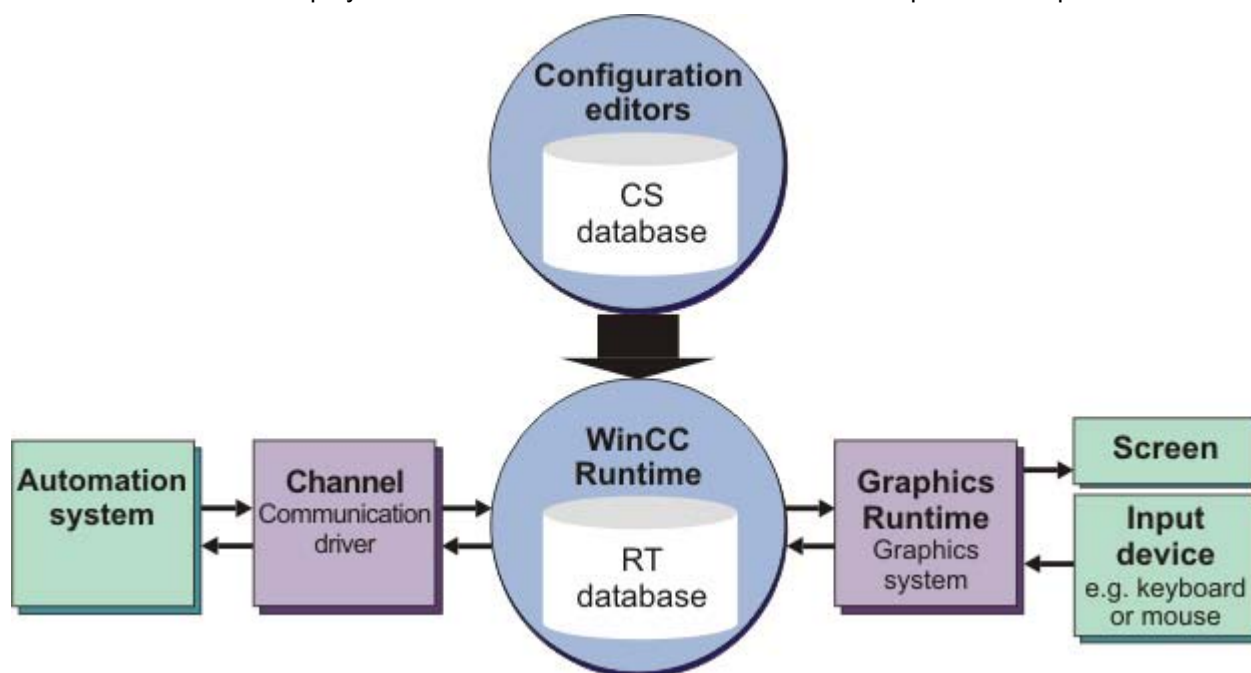 Configuration
editors
CS
database
WinCC
Runtime
RT
database
Automation
system
Channel
Communication
driver
Graphics
Runtime
Graphics
system
Screen
Input
device
e.g. keyboard
or mouse